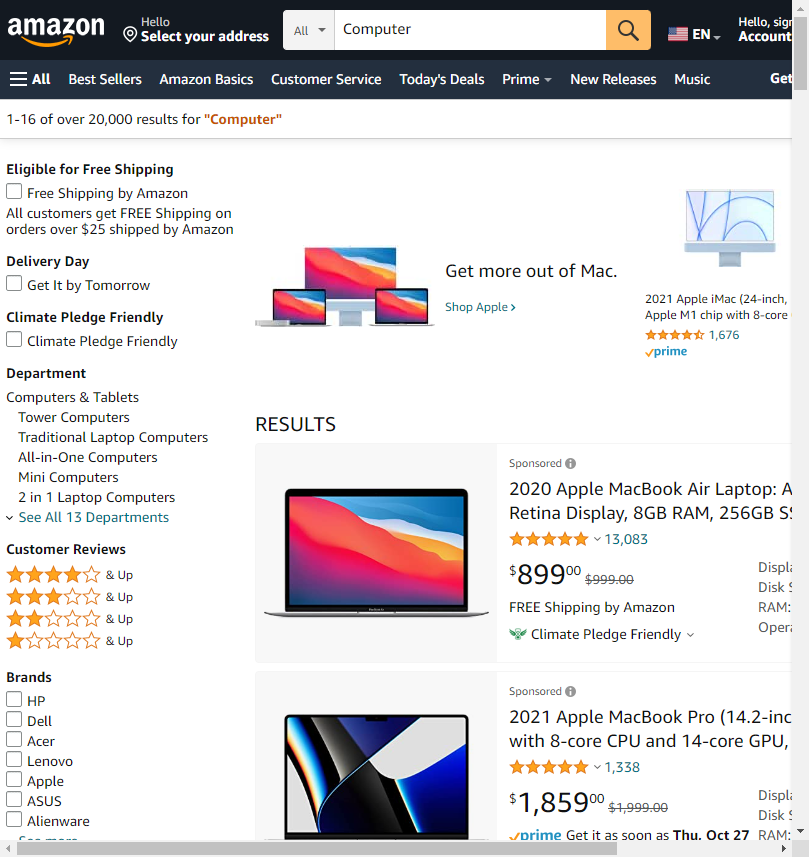 amazon
Hello
Select your address
All
Computer
EN
Hello, sign
Account
All
Best Sellers
Amazon Basics
Customer Service
Today's Deals
Prime
New Releases
Music
Get
1-16 of over 20,000 results for "Computer"
Eligible for Free Shipping
Free Shipping by Amazon
All customers get FREE Shipping on
orders over $25 shipped by Amazon
Delivery Day
Get It by Tomorrow
Climate Pledge Friendly
Climate Pledge Friendly
Department
Computers & Tablets
Tower Computers
Traditional Laptop Computers
All-in-One Computers
Mini Computers
2 in 1 Laptop Computers
See All 13 Departments
Customer Reviews
& Up
& Up
& Up
& Up
Brands
HP
Dell
Acer
Lenovo
Apple
ASUS
Alienware
See more
Get more out of Mac.
Shop Apple
2021 Apple iMac (24-inch,
Apple M1 chip with 8-core
1,676
prime
RESULTS
Sponsored
2020 Apple MacBook Air Laptop: A
Retina Display, 8GB RAM, 256GB SS
13,083
$899.00 $999.00
FREE Shipping by Amazon
Climate Pledge Friendly
Displa
Disk S
RAM:
Opera
Sponsored
2021 Apple MacBook Pro (14.2-inc
with 8-core CPU and 14-core GPU,
1,338
$1,859.00 $1,999.00
prime Get it as soon as Thu, Oct 27
Displa
Disk S
RAM: